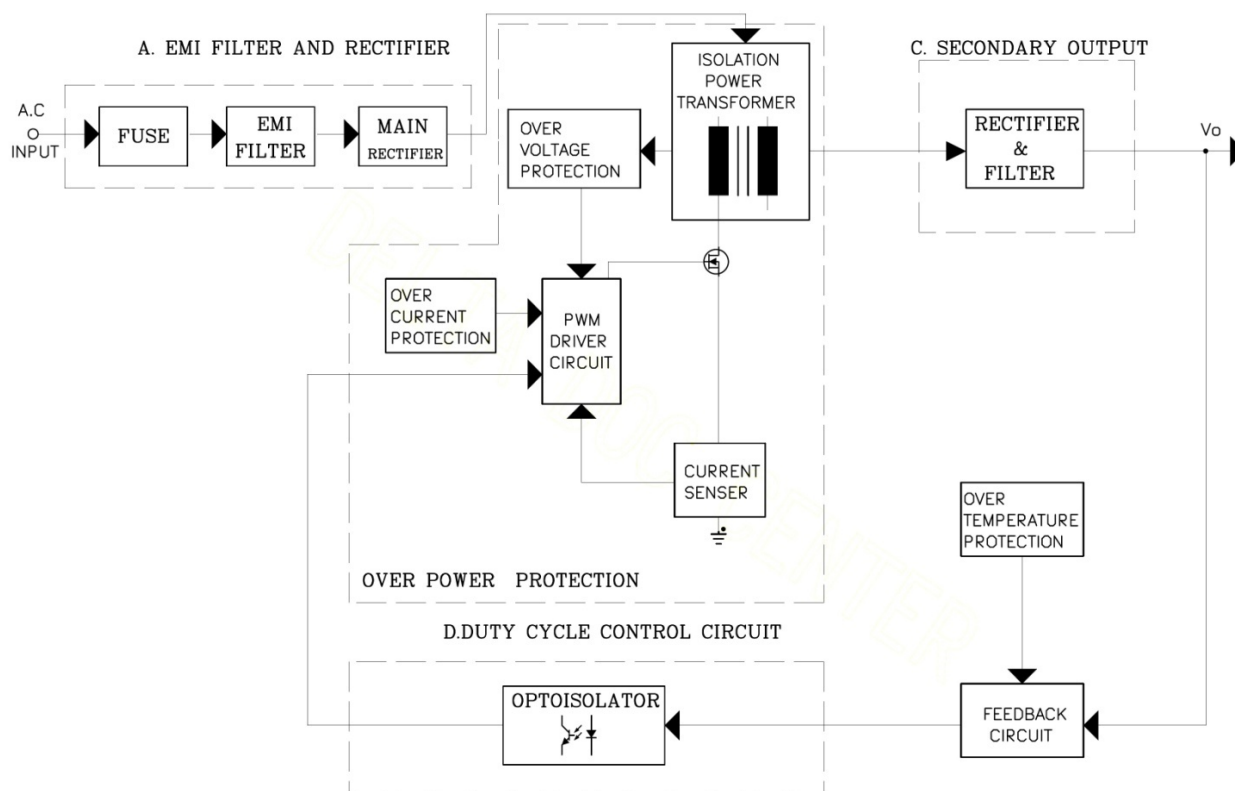 A. EMI FILTER AND RECTIFIER
A.C
INPUT
FUSE
EMI
FILTER
MAIN
RECTIFIER
OVER
VOLTAGE
PROTECTION
ISOLATION
POWER
TRANSFORMER
C. SECONDARY OUTPUT
RECTIFIER
&
FILTER
Vo
OVER
CURRENT
PROTECTION
PWM
DRIVER
CIRCUIT
CURRENT
SENSER
OVER
TEMPERATURE
PROTECTION
OVER POWER PROTECTION
D.DUTY CYCLE CONTROL CIRCUIT
OPTOISOLATOR
FEEDBACK
CIRCUIT